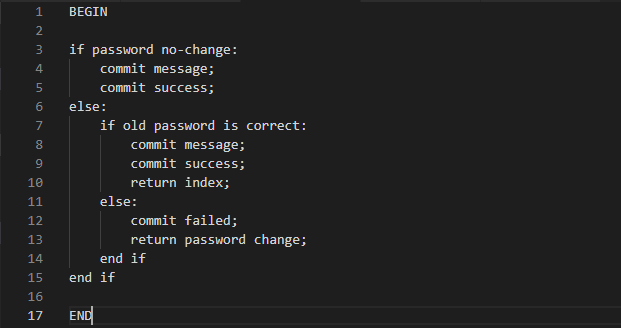 1 BEGIN
2
3 if password no-change:
4     commit message;
5     commit success;
6 else:
7     if old password is correct:
8         commit message;
9         commit success;
10         return index;
11     else:
12         commit failed;
13         return password change;
14     end if
15 end if
16
17 END